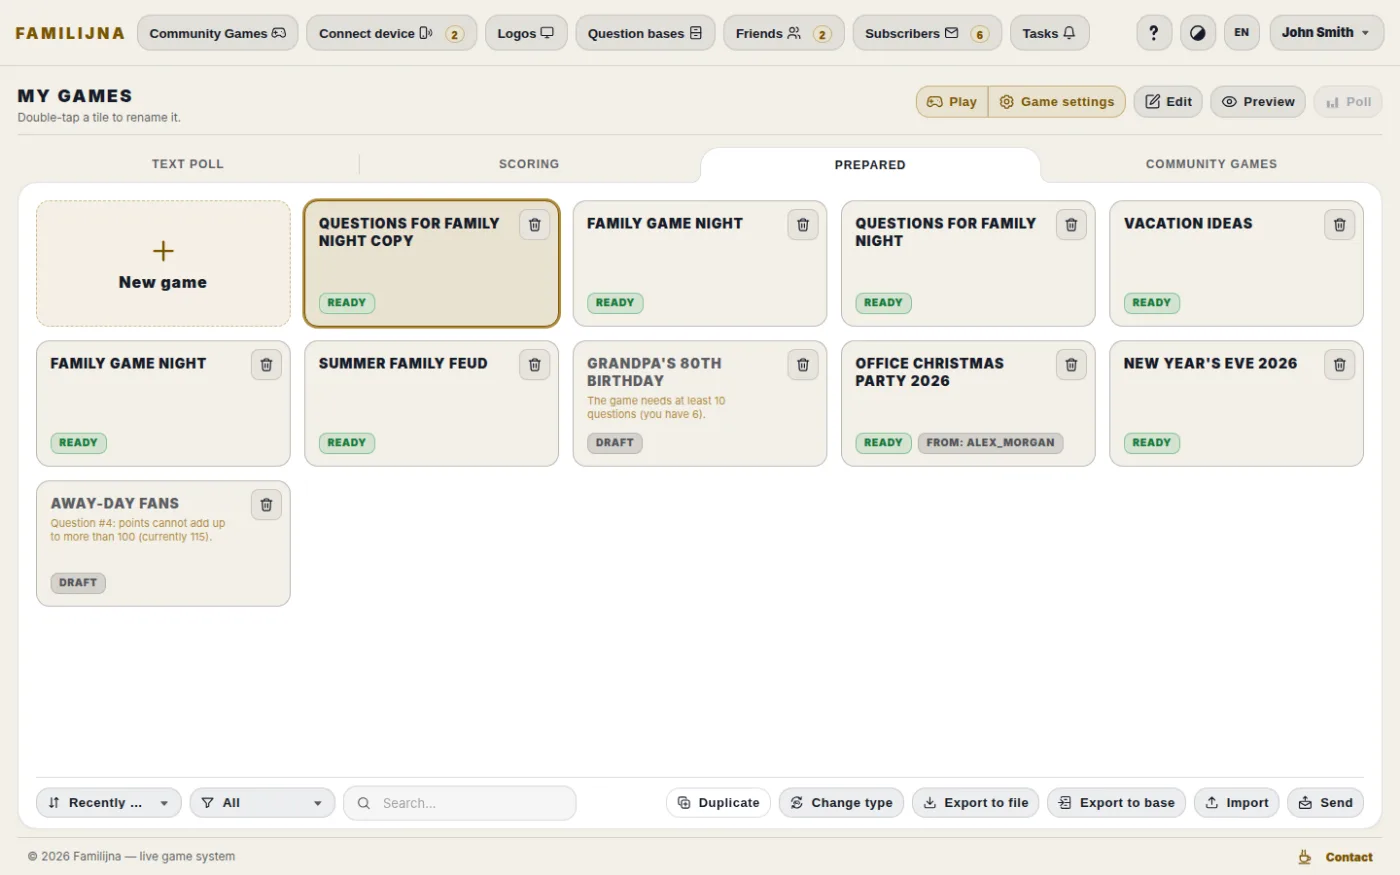 FAMILIJNA
Community Games
Connect device 2
Logos
Question bases
Friends 2
Subscribers 6
Tasks
?
EN
John Smith
MY GAMES
Double-tap a tile to rename it.
Play
Game settings
Edit
Preview
Poll
TEXT POLL
SCORING
PREPARED
COMMUNITY GAMES
New game
QUESTIONS FOR FAMILY
NIGHT COPY
READY
FAMILY GAME NIGHT
READY
QUESTIONS FOR FAMILY
NIGHT
READY
VACATION IDEAS
READY
FAMILY GAME NIGHT
READY
SUMMER FAMILY FEUD
READY
GRANDPA'S 80TH
BIRTHDAY
The game needs at least 10
questions (you have 6).
DRAFT
OFFICE CHRISTMAS
PARTY 2026
READY
FROM: ALEX_MORGAN
NEW YEAR'S EVE 2026
READY
AWAY-DAY FANS
Question #4: points cannot add up
to more than 100 (currently 115).
DRAFT
Recently ...
All
Search...
Duplicate
Change type
Export to file
Export to base
Import
Send
© 2026 Familijna — live game system
Contact